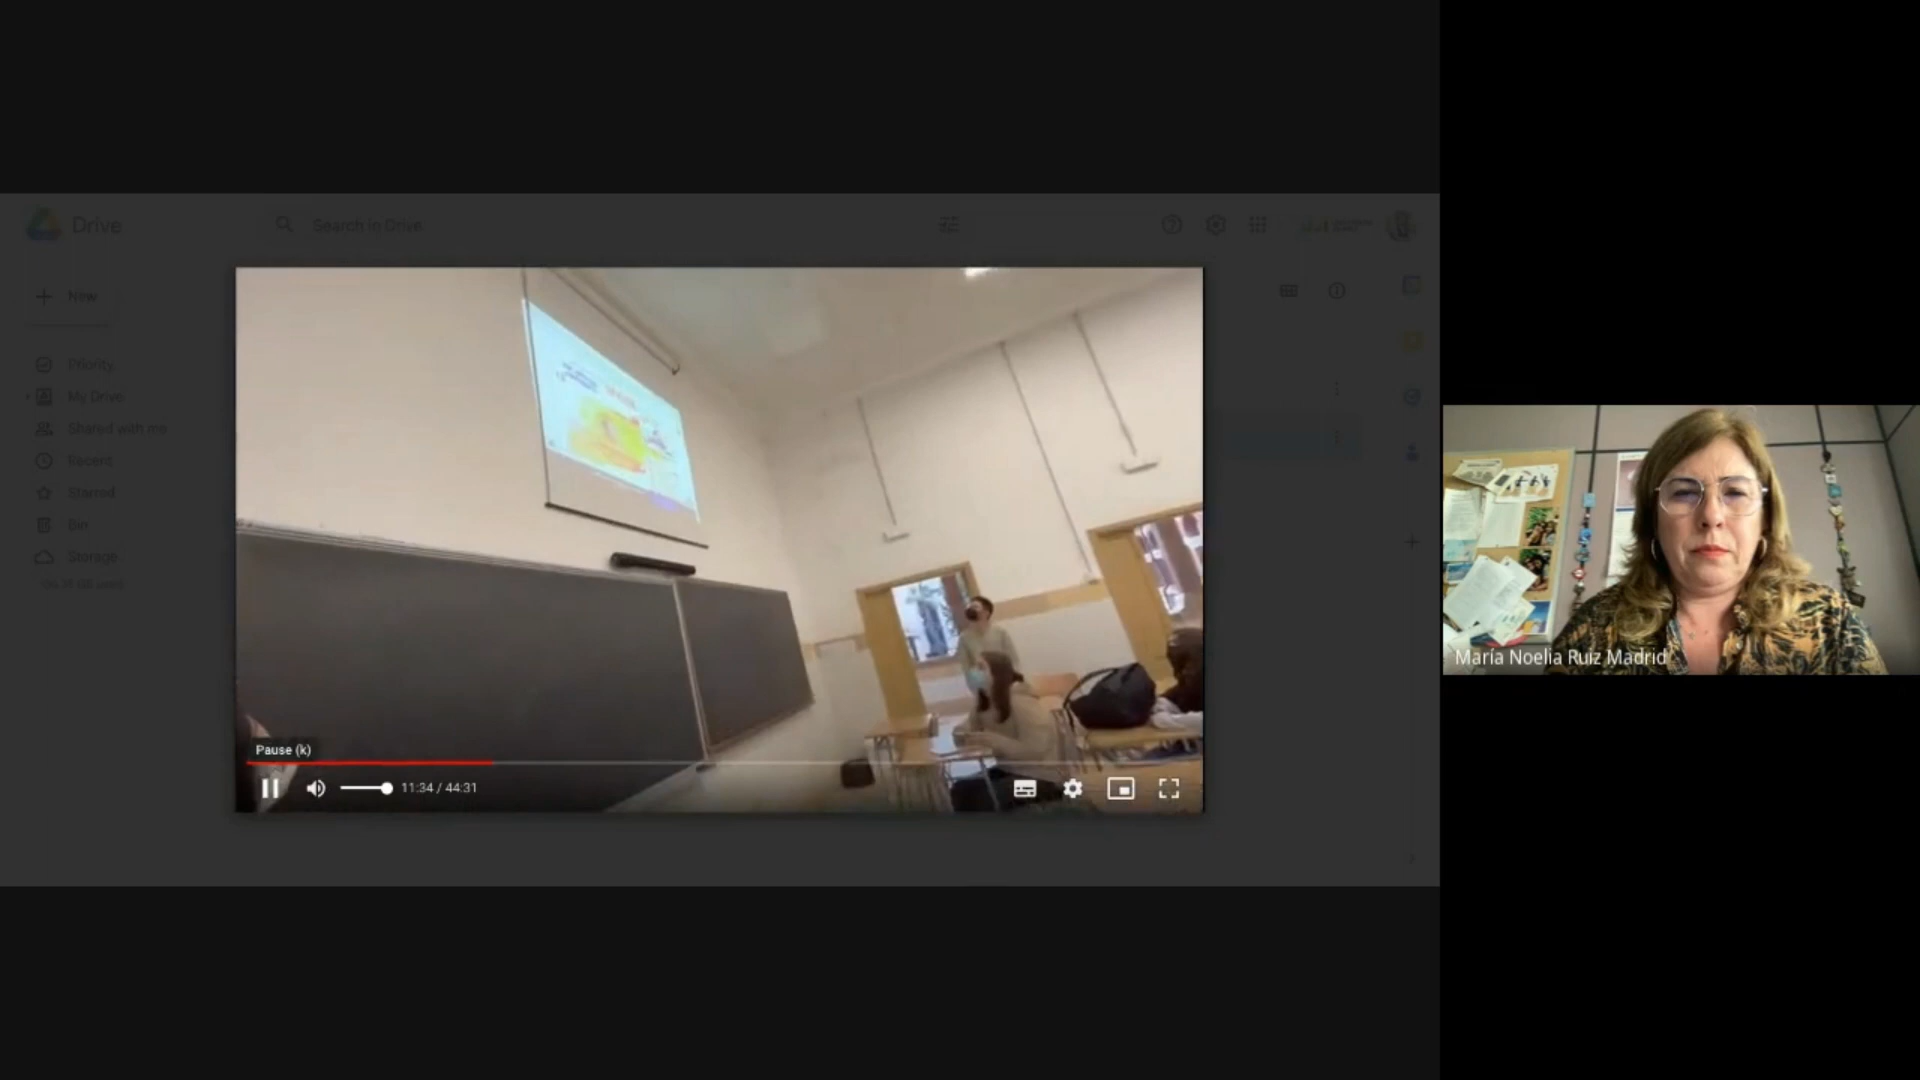 Drive
Search in Drive
New
Priority
My Drive
Shared with me
Recent
Starred
Bin
Storage
Pause (k)
11:34 / 44:31
María Noelia Ruiz Madrid